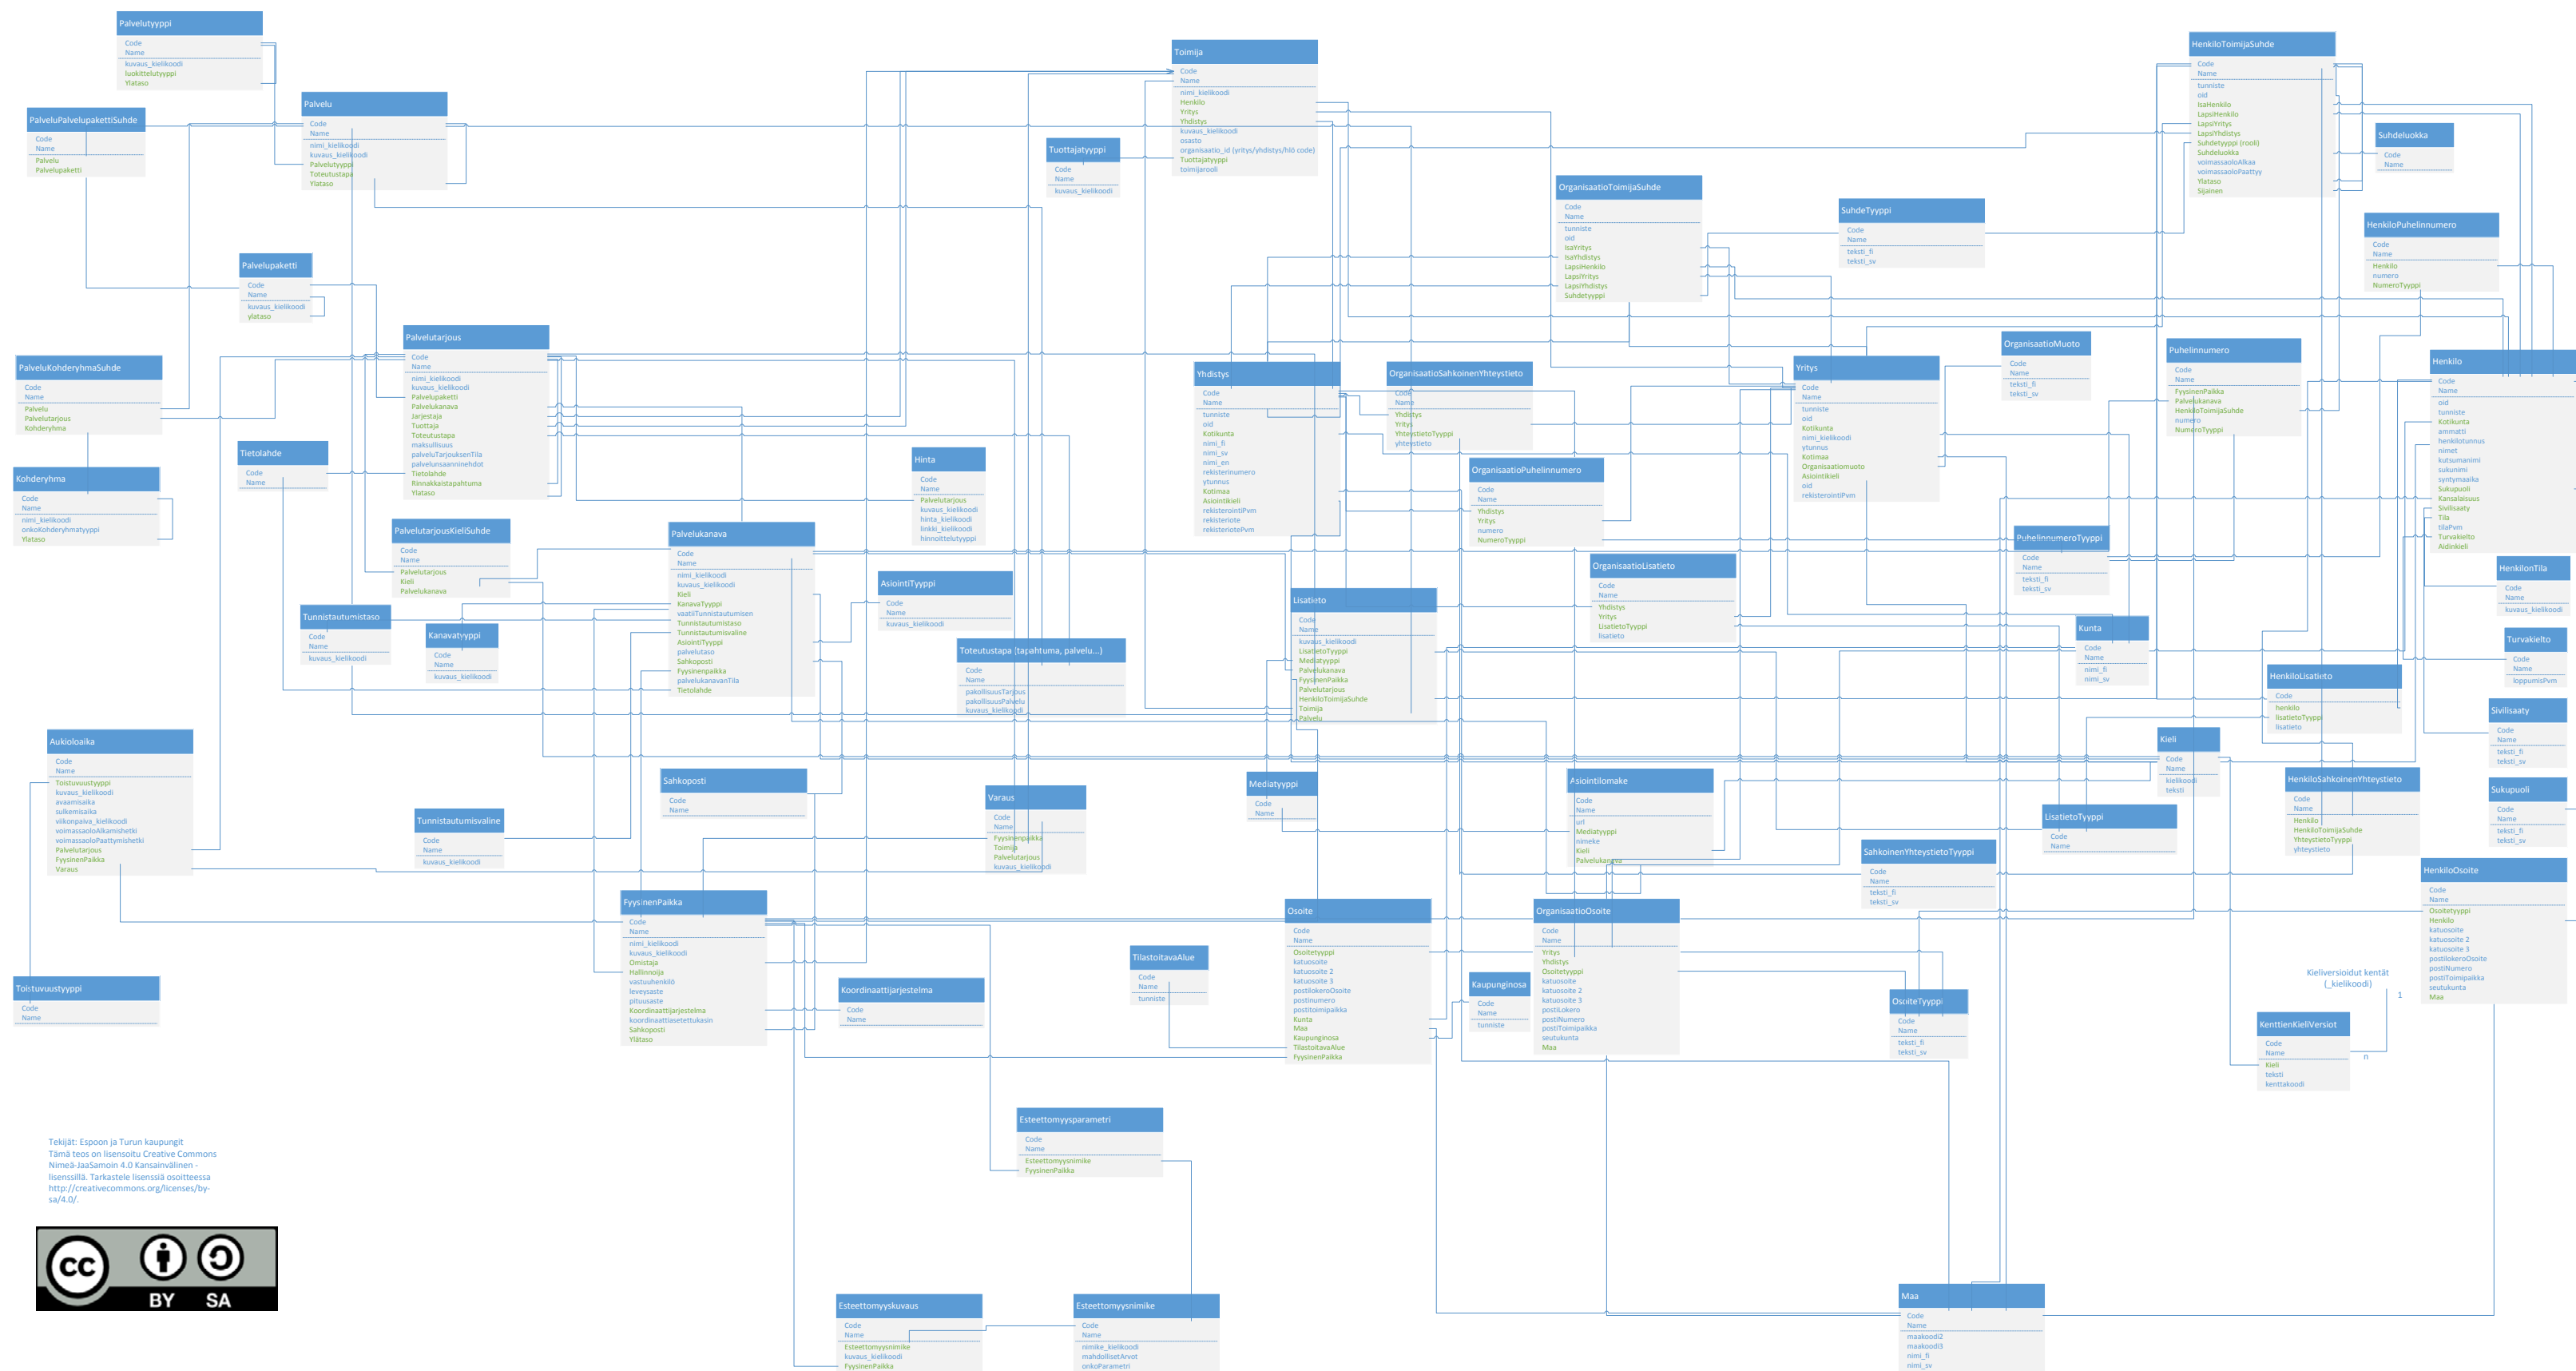 Palvelutyyppi
Code
Name
kuvaus_kielikoodi
luokittelutyyppi
Ylataso
PalveluPalvelupakettiSuhde
Code
Name
Palvelu
Palvelupaketti
Palvelu
Code
Name
nimi_kielikoodi
kuvaus_kielikoodi
Palvelutyyppi
Toteutustapa
Ylataso
Palvelupaketti
Code
Name
kuvaus_kielikoodi
ylataso
Toimija
Code
Name
nimi_kielikoodi
Henkilo
Yritys
Yhdistys
kuvaus_kielikoodi
osasto
organisaatio_id (yritys/yhdistys/hlö code)
Tuottajatyyppi
toimijarooli
Tuottajatyyppi
Code
Name
kuvaus_kielikoodi
OrganisaatioToimijaSuhde
Code
Name
tunniste
oid
IsaYritys
IsaYhdistys
LapsiHenkilo
LapsiYritys
LapsiYhdistys
Suhdetyyppi
SuhdeTyyppi
Code
Name
teksti_fi
teksti_sv
HenkiloToimijaSuhde
Code
Name
tunniste
oid
IsaHenkilo
LapsiHenkilo
LapsiYritys
LapsiYhdistys
Suhdetyyppi (rooli)
Suhdeluokka
voimassaoloAlkaa
voimassaoloPaattyy
Ylataso
Sijainen
Suhdeluokka
Code
Name
HenkiloPuhelinnumero
Code
Name
Henkilo
numero
NumeroTyyppi
PalveluKohderyhmaSuhde
Code
Name
Palvelu
Palvelutarjous
Kohderyhma
Kohderyhma
Code
Name
nimi_kielikoodi
onkoKohderyhmatyyppi
Ylataso
Tietolahde
Code
Name
Palvelutarjous
Code
Name
nimi_kielikoodi
kuvaus_kielikoodi
Palvelupaketti
Palvelukanava
Jarjestaja
Tuottaja
Toteutustapa
maksullisuus
palveluTarjouksenTila
palvelunsaanninehdot
Tietolahde
Rinnakkaistapahtuma
Ylataso
PalvelutarjousKieliSuhde
Code
Name
Palvelutarjous
Kieli
Palvelukanava
Tunnistautumistaso
Code
Name
kuvaus_kielikoodi
Kanavatyyppi
Code
Name
kuvaus_kielikoodi
Palvelukanava
Code
Name
nimi_kielikoodi
kuvaus_kielikoodi
Kieli
KanavaTyyppi
vaatiiTunnistautumisen
Tunnistautumistaso
Tunnistautumisvaline
AsiointiTyyppi
palvelutaso
Sahkoposti
Fyysinenpaikka
palvelukanavanTila
Tietolahde
Hinta
Code
Name
Palvelutarjous
kuvaus_kielikoodi
hinta_kielikoodi
linkki_kielikoodi
hinnoittelutyyppi
AsiointiTyyppi
Code
Name
kuvaus_kielikoodi
Toteutustapa (tapahtuma, palvelu...)
Code
Name
pakollisuusTarjous
pakollisuusPalvelu
kuvaus_kielikoodi
Yhdistys
Code
Name
tunniste
oid
Kotikunta
nimi_fi
nimi_sv
nimi_en
rekisterinumero
ytunnus
Kotimaa
Asiointikieli
rekisterointiPvm
rekisteriote
rekisteriotePvm
OrganisaatioSahkoinenYhteystieto
Code
Name
Yhdistys
Yritys
YhteystietoTyyppi
yhteystieto
OrganisaatioPuhelinnumero
Code
Name
Yhdistys
Yritys
numero
NumeroTyyppi
OrganisaatioLisatieto
Code
Name
Yhdistys
Yritys
LisatietoTyyppi
lisatieto
Yritys
Code
Name
tunniste
oid
Kotikunta
nimi_kielikoodi
ytunnus
Kotimaa
Organisaatiomuoto
Asiointikieli
oid
rekisterointiPvm
OrganisaatioMuoto
Code
Name
teksti_fi
teksti_sv
Puhelinnumero
Code
Name
FyysinenPaikka
Palvelukanava
HenkiloToimijaSuhde
numero
NumeroTyyppi
PuhelinnumeroTyyppi
Code
Name
teksti_fi
teksti_sv
Kunta
Code
Name
nimi_fi
nimi_sv
Henkilo
Code
Name
oid
tunniste
Kotikunta
ammatti
henkilotunnus
nimet
kutsumanimi
sukunimi
syntymaaika
Sukupuoli
Kansalaisuus
Sivilisaaty
Tila
tilaPvm
Turvakielto
Aidinkieli
HenkilonTila
Code
Name
kuvaus_kielikoodi
Turvakielto
Code
Name
loppumisPvm
Lisatieto
Code
Name
kuvaus_kielikoodi
LisatietoTyyppi
Mediatyyppi
Palvelukanava
FyysinenPaikka
Palvelutarjous
HenkiloToimijaSuhde
Toimija
Palvelu
HenkiloLisatieto
Code
henkilo
lisatietoTyyppi
lisatieto
Sivilisaaty
Code
Name
teksti_fi
teksti_sv
Kieli
Code
Name
kielikoodi
teksti
HenkiloSahkoinenYhteystieto
Code
Name
Henkilo
HenkiloToimijaSuhde
YhteystietoTyyppi
yhteystieto
Sukupuoli
Code
Name
teksti_fi
teksti_sv
Aukioloaika
Code
Name
Toistuvuustyyppi
kuvaus_kielikoodi
avaamisaika
sulkemisaika
viikonpaiva_kielikoodi
voimassaoloAlkamishetki
voimassaoloPaattymishetki
Palvelutarjous
FyysinenPaikka
Varaus
Tunnistautumisvaline
Code
Name
kuvaus_kielikoodi
Sahkoposti
Code
Name
Varaus
Code
Name
Fyysinenpaikka
Toimija
Palvelutarjous
kuvaus_kielikoodi
Mediatyyppi
Code
Name
Asiointilomake
Code
Name
url
Mediatyyppi
nimeke
Kieli
Palvelukanava
LisatietoTyyppi
Code
Name
SahkoinenYhteystietoTyyppi
Code
Name
teksti_fi
teksti_sv
HenkiloOsoite
Code
Name
Osoitetyyppi
Henkilo
katuosoite
katuosoite 2
katuosoite 3
postilokeroOsoite
postiNumero
postiToimipaikka
seutukunta
Maa
Toistuvuustyyppi
Code
Name
FyysinenPaikka
Code
Name
nimi_kielikoodi
kuvaus_kielikoodi
Omistaja
Hallinnoija
vastuuhenkilö
leveysaste
pituusaste
Koordinaattijarjestelma
koordinaattiasetettukasin
Sahkoposti
Ylätaso
Koordinaattijarjestelma
Code
Name
TilastoitavaAlue
Code
Name
tunniste
Osoite
Code
Name
Osoitetyyppi
katuosoite
katuosoite 2
katuosoite 3
postilokeroOsoite
postinumero
postitoimipaikka
Kunta
Maa
Kaupunginosa
TilastoitavaAlue
FyysinenPaikka
Kaupunginosa
Code
Name
tunniste
OrganisaatioOsoite
Code
Name
Yritys
Yhdistys
Osoitetyyppi
katuosoite
katuosoite 2
katuosoite 3
postiLokero
postiNumero
postiToimipaikka
seutukunta
Maa
OsoiteTyyppi
Code
Name
teksti_fi
teksti_sv
Kieliversioidut kentät
(_kielikoodi)
1
n
KenttienKieliVersiot
Code
Name
Kieli
teksti
kenttakoodi
Esteettomyysparametri
Code
Name
Esteettomyysnimike
FyysinenPaikka
Tekijät: Espoon ja Turun kaupungit
Tämä teos on lisensoitu Creative Commons
Nimeä-JaaSamoin 4.0 Kansainvälinen -
lisenssillä. Tarkastele lisenssiä osoitteessa
http://creativecommons.org/licenses/by-
sa/4.0/.
cc
BY SA
Esteettomyyskuvaus
Code
Name
Esteettomyysnimike
kuvaus_kielikoodi
FyysinenPaikka
Esteettomyysnimike
Code
Name
nimike_kielikoodi
mahdollisetArvot
onkoParametri
Maa
Code
Name
maakoodi2
maakoodi3
nimi_fi
nimi_sv